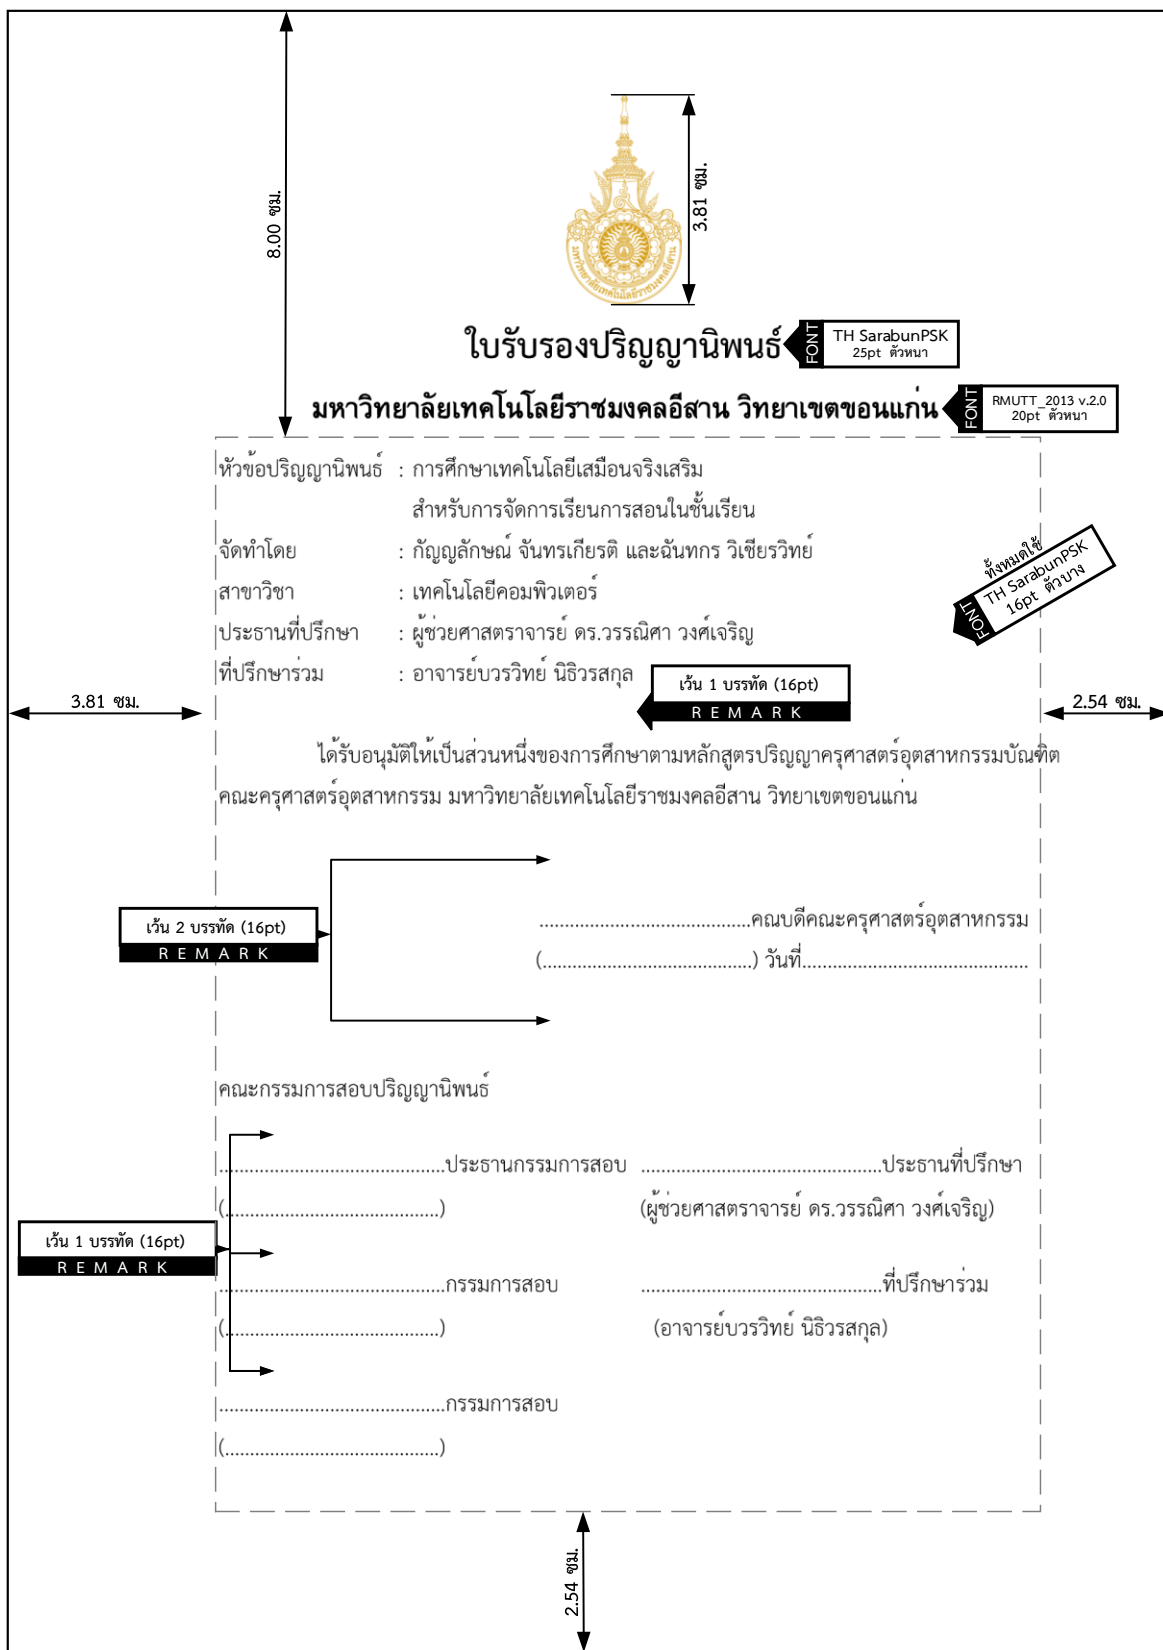 8.00 ซม.
3.81 ซม.
มหาวิทยาลัยเทคโนโลยีราชมงคลอีสาน
ใบรับรองปริญญานิพนธ์
FONT
TH SarabunPSK
25pt ตัวหนา
มหาวิทยาลัยเทคโนโลยีราชมงคลอีสาน วิทยาเขตขอนแก่น
FONT
RMUTT_2013 v.2.0
20pt ตัวหนา
หัวข้อปริญญานิพนธ์ : การศึกษาเทคโนโลยีเสมือนจริงเสริม
สำหรับการจัดการเรียนการสอนในชั้นเรียน
จัดทำโดย : กัญญลักษณ์ จันทรเกียรติ และฉันทกร วิเชียรวิทย์
สาขาวิชา : เทคโนโลยีคอมพิวเตอร์
ประธานที่ปรึกษา : ผู้ช่วยศาสตราจารย์ ดร.วรรณิศา วงศ์เจริญ
ที่ปรึกษาร่วม : อาจารย์บวรวิทย์ นิธิวรสกุล
ทั้งหมดใช้
FONT
TH SarabunPSK
16pt ตัวบาง
เว้น 1 บรรทัด (16pt)
REMARK
3.81 ซม.
2.54 ซม.
ได้รับอนุมัติให้เป็นส่วนหนึ่งของการศึกษาตามหลักสูตรปริญญาครุศาสตร์อุตสาหกรรมบัณฑิต
คณะครุศาสตร์อุตสาหกรรม มหาวิทยาลัยเทคโนโลยีราชมงคลอีสาน วิทยาเขตขอนแก่น
เว้น 2 บรรทัด (16pt)
REMARK
........................................คณบดีคณะครุศาสตร์อุตสาหกรรม
(........................................) วันที่...........................................
คณะกรรมการสอบปริญญานิพนธ์
...........................................ประธานกรรมการสอบ ..............................................ประธานที่ปรึกษา
(.........................................) (ผู้ช่วยศาสตราจารย์ ดร.วรรณิศา วงศ์เจริญ)
เว้น 1 บรรทัด (16pt)
REMARK
...........................................กรรมการสอบ ..............................................ที่ปรึกษาร่วม
(.........................................) (อาจารย์บวรวิทย์ นิธิวรสกุล)
...........................................กรรมการสอบ
(.........................................)
2.54 ซม.